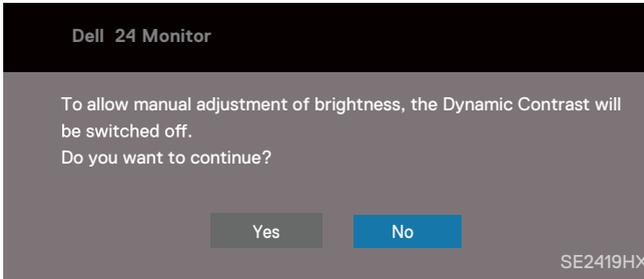 Dell 24 Monitor
To allow manual adjustment of brightness, the Dynamic Contrast will
be switched off.
Do you want to continue?
Yes No
SE2419HX